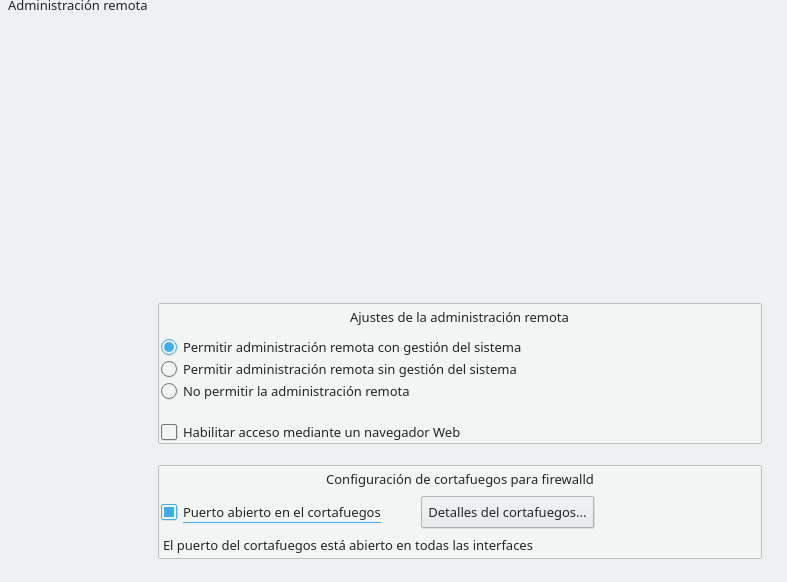 Administración remota
Ajustes de la administración remota
Permitir administración remota con gestión del sistema
Permitir administración remota sin gestión del sistema
No permitir la administración remota
Habilitar acceso mediante un navegador Web
Configuración de cortafuegos para firewalld
Puerto abierto en el cortafuegos
Detalles del cortafuegos...
El puerto del cortafuegos está abierto en todas las interfaces